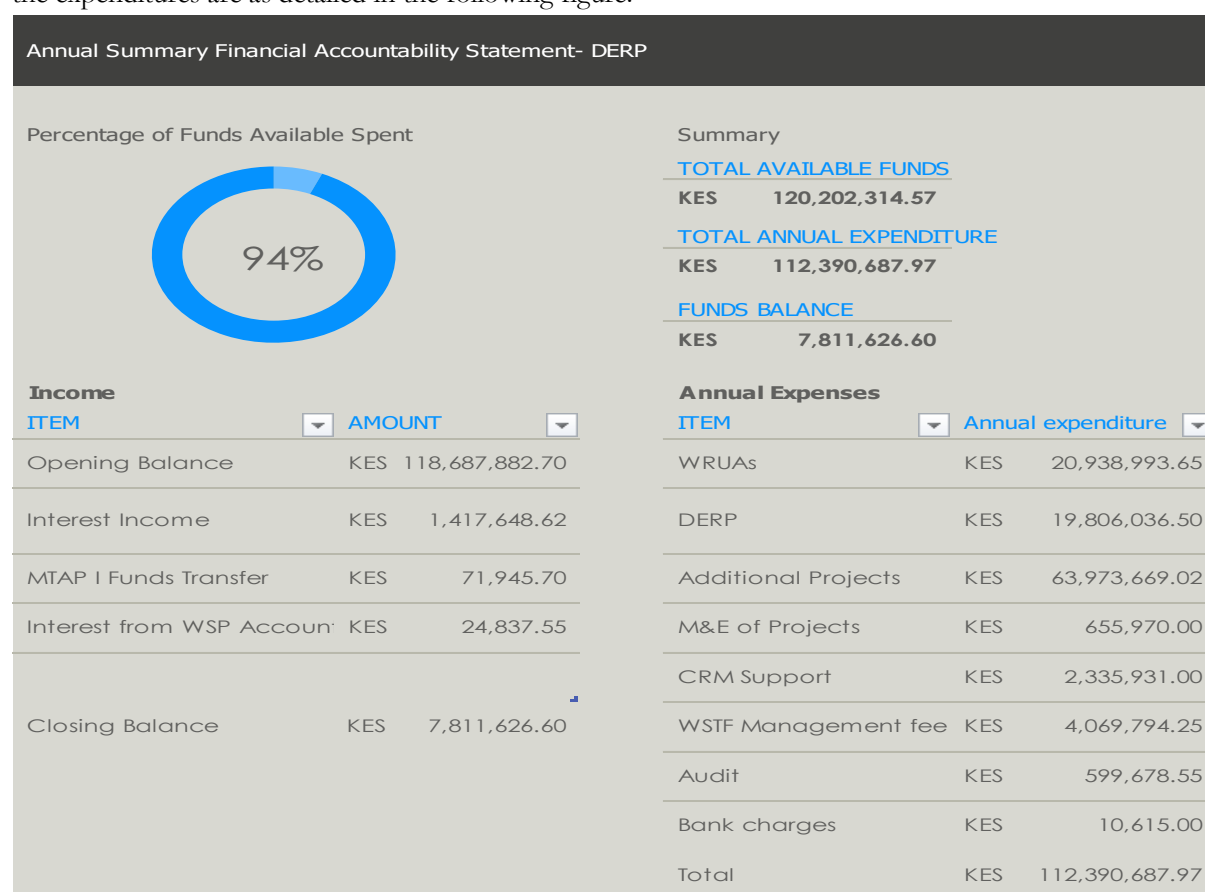 the expenditures are as detailed in the following figure.
Annual Summary Financial Accountability Statement- DERP
Percentage of Funds Available Spent
94%
Summary
TOTAL AVAILABLE FUNDS
KES 120,202,314.57
TOTAL ANNUAL EXPENDITURE
KES 112,390,687.97
FUNDS BALANCE
KES 7,811,626.60
Income
ITEM AMOUNT
Opening Balance KES 118,687,882.70
Interest Income KES 1,417,648.62
MTAP I Funds Transfer KES 71,945.70
Interest from WSP Accoun KES 24,837.55
Closing Balance KES 7,811,626.60
Annual Expenses
ITEM Annual expenditure
WRUAs KES 20,938,993.65
DERP KES 19,806,036.50
Additional Projects KES 63,973,669.02
M&E of Projects KES 655,970.00
CRM Support KES 2,335,931.00
WSTF Management fee KES 4,069,794.25
Audit KES 599,678.55
Bank charges KES 10,615.00
Total KES 112,390,687.97